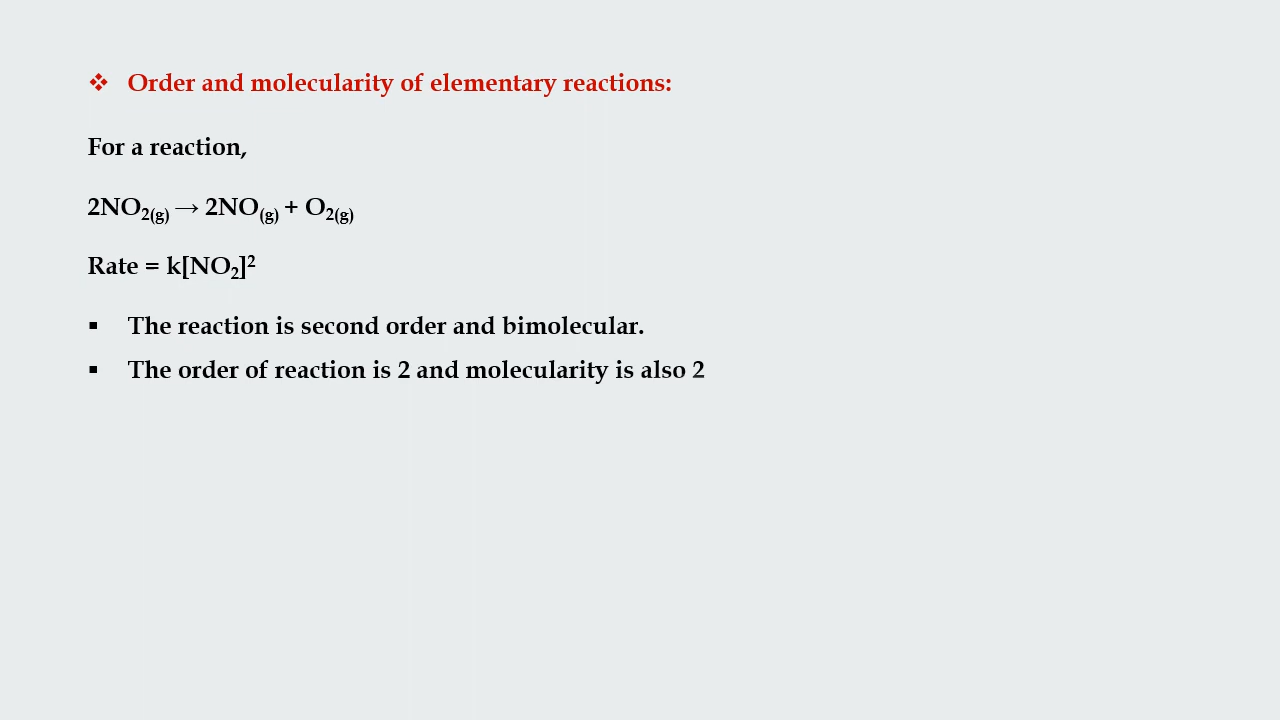 ❖ Order and molecularity of elementary reactions:
For a reaction,
2NO₂₍g₎ → 2NO₍g₎ + O₂₍g₎
Rate = k[NO₂]²
▪ The reaction is second order and bimolecular.
▪ The order of reaction is 2 and molecularity is also 2